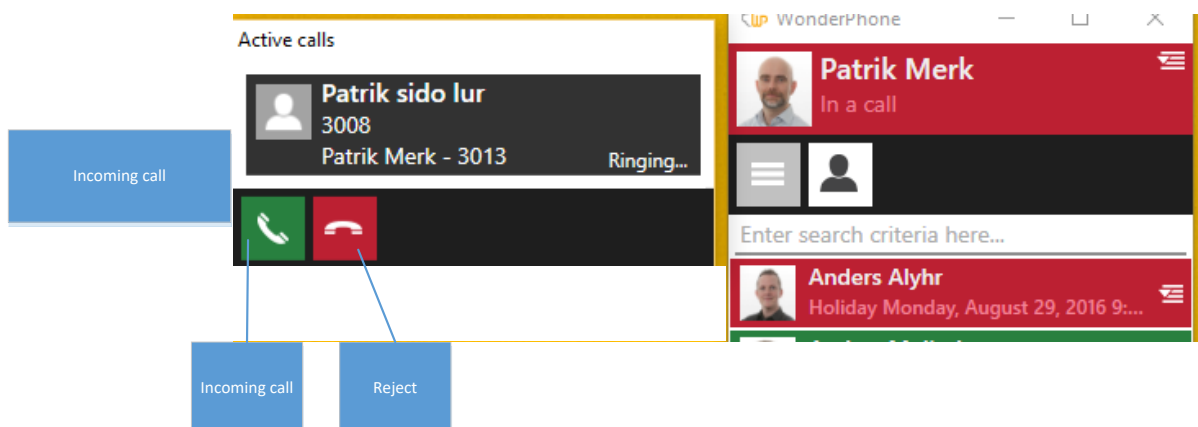 Active calls
Patrik sido lur
3008
Patrik Merk - 3013
Ringing...
Incoming call
Incoming call
Reject
WonderPhone
Patrik Merk
In a call
Enter search criteria here...
Anders Alyhr
Holiday Monday, August 29, 2016 9:...